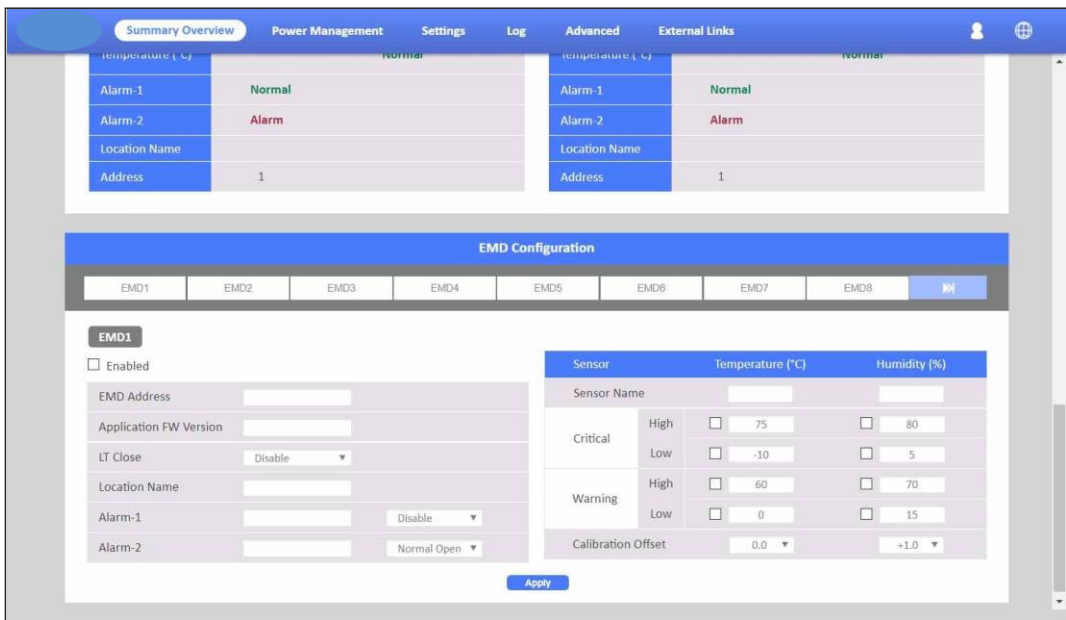 Summary Overview Power Management Settings Log Advanced External Links
Temperature (°C) Normal Temperature (°C) Normal
Alarm-1 Normal Alarm-1 Normal
Alarm-2 Alarm Alarm-2 Alarm
Location Name Location Name
Address 1 Address 1
EMD Configuration
EMD1 EMD2 EMD3 EMD4 EMD5 EMD6 EMD7 EMD8
EMD1
Enabled
Sensor Temperature (°C) Humidity (%)
EMD Address
Sensor Name
Application FW Version
Critical High 75 80
LT Close Disable
Low -10 5
Location Name
Warning High 60 70
Alarm-1 Disable
Low 0 15
Alarm-2 Normal Open
Calibration Offset 0.0 +1.0
Apply